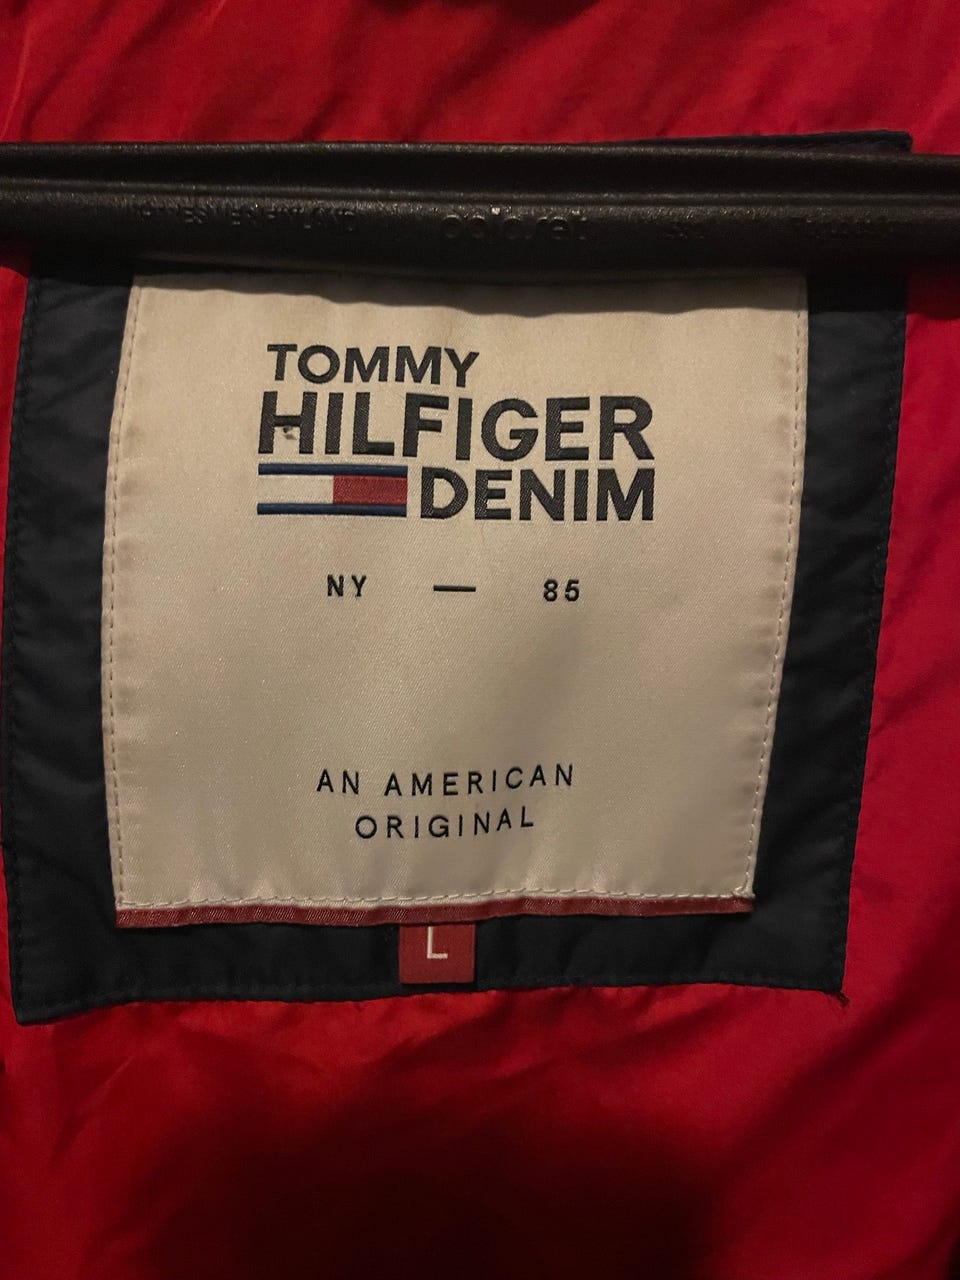 TOMMY
HILFIGER
DENIM
NY — 85
AN AMERICAN
ORIGINAL
L